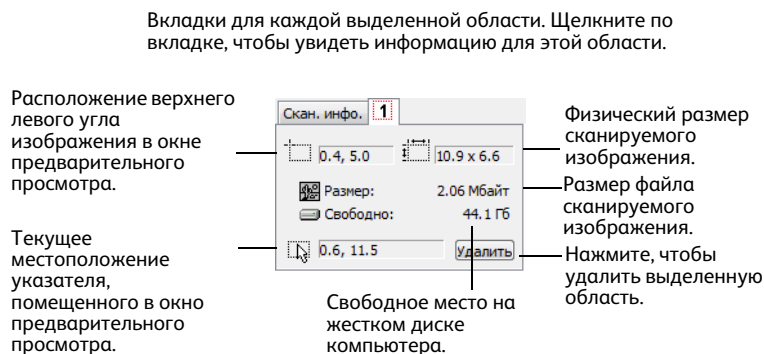 Вкладки для каждой выделенной области. Щелкните по
вкладке, чтобы увидеть информацию для этой области.
Расположение верхнего
левого угла
изображения в окне
предварительного
просмотра.
Текущее
местоположение
указателя,
помещенного в окно
предварительного
просмотра.
Скан. инфо. 1
0.4, 5.0 10.9 x 6.6
Размер: 2.06 Мбайт
Свободно: 44.1 Гб
0.6, 11.5 Удалить
Свободное место на
жестком диске
компьютера.
Физический размер
сканируемого
изображения.
Размер файла
сканируемого
изображения.
Нажмите, чтобы
удалить выделенную
область.